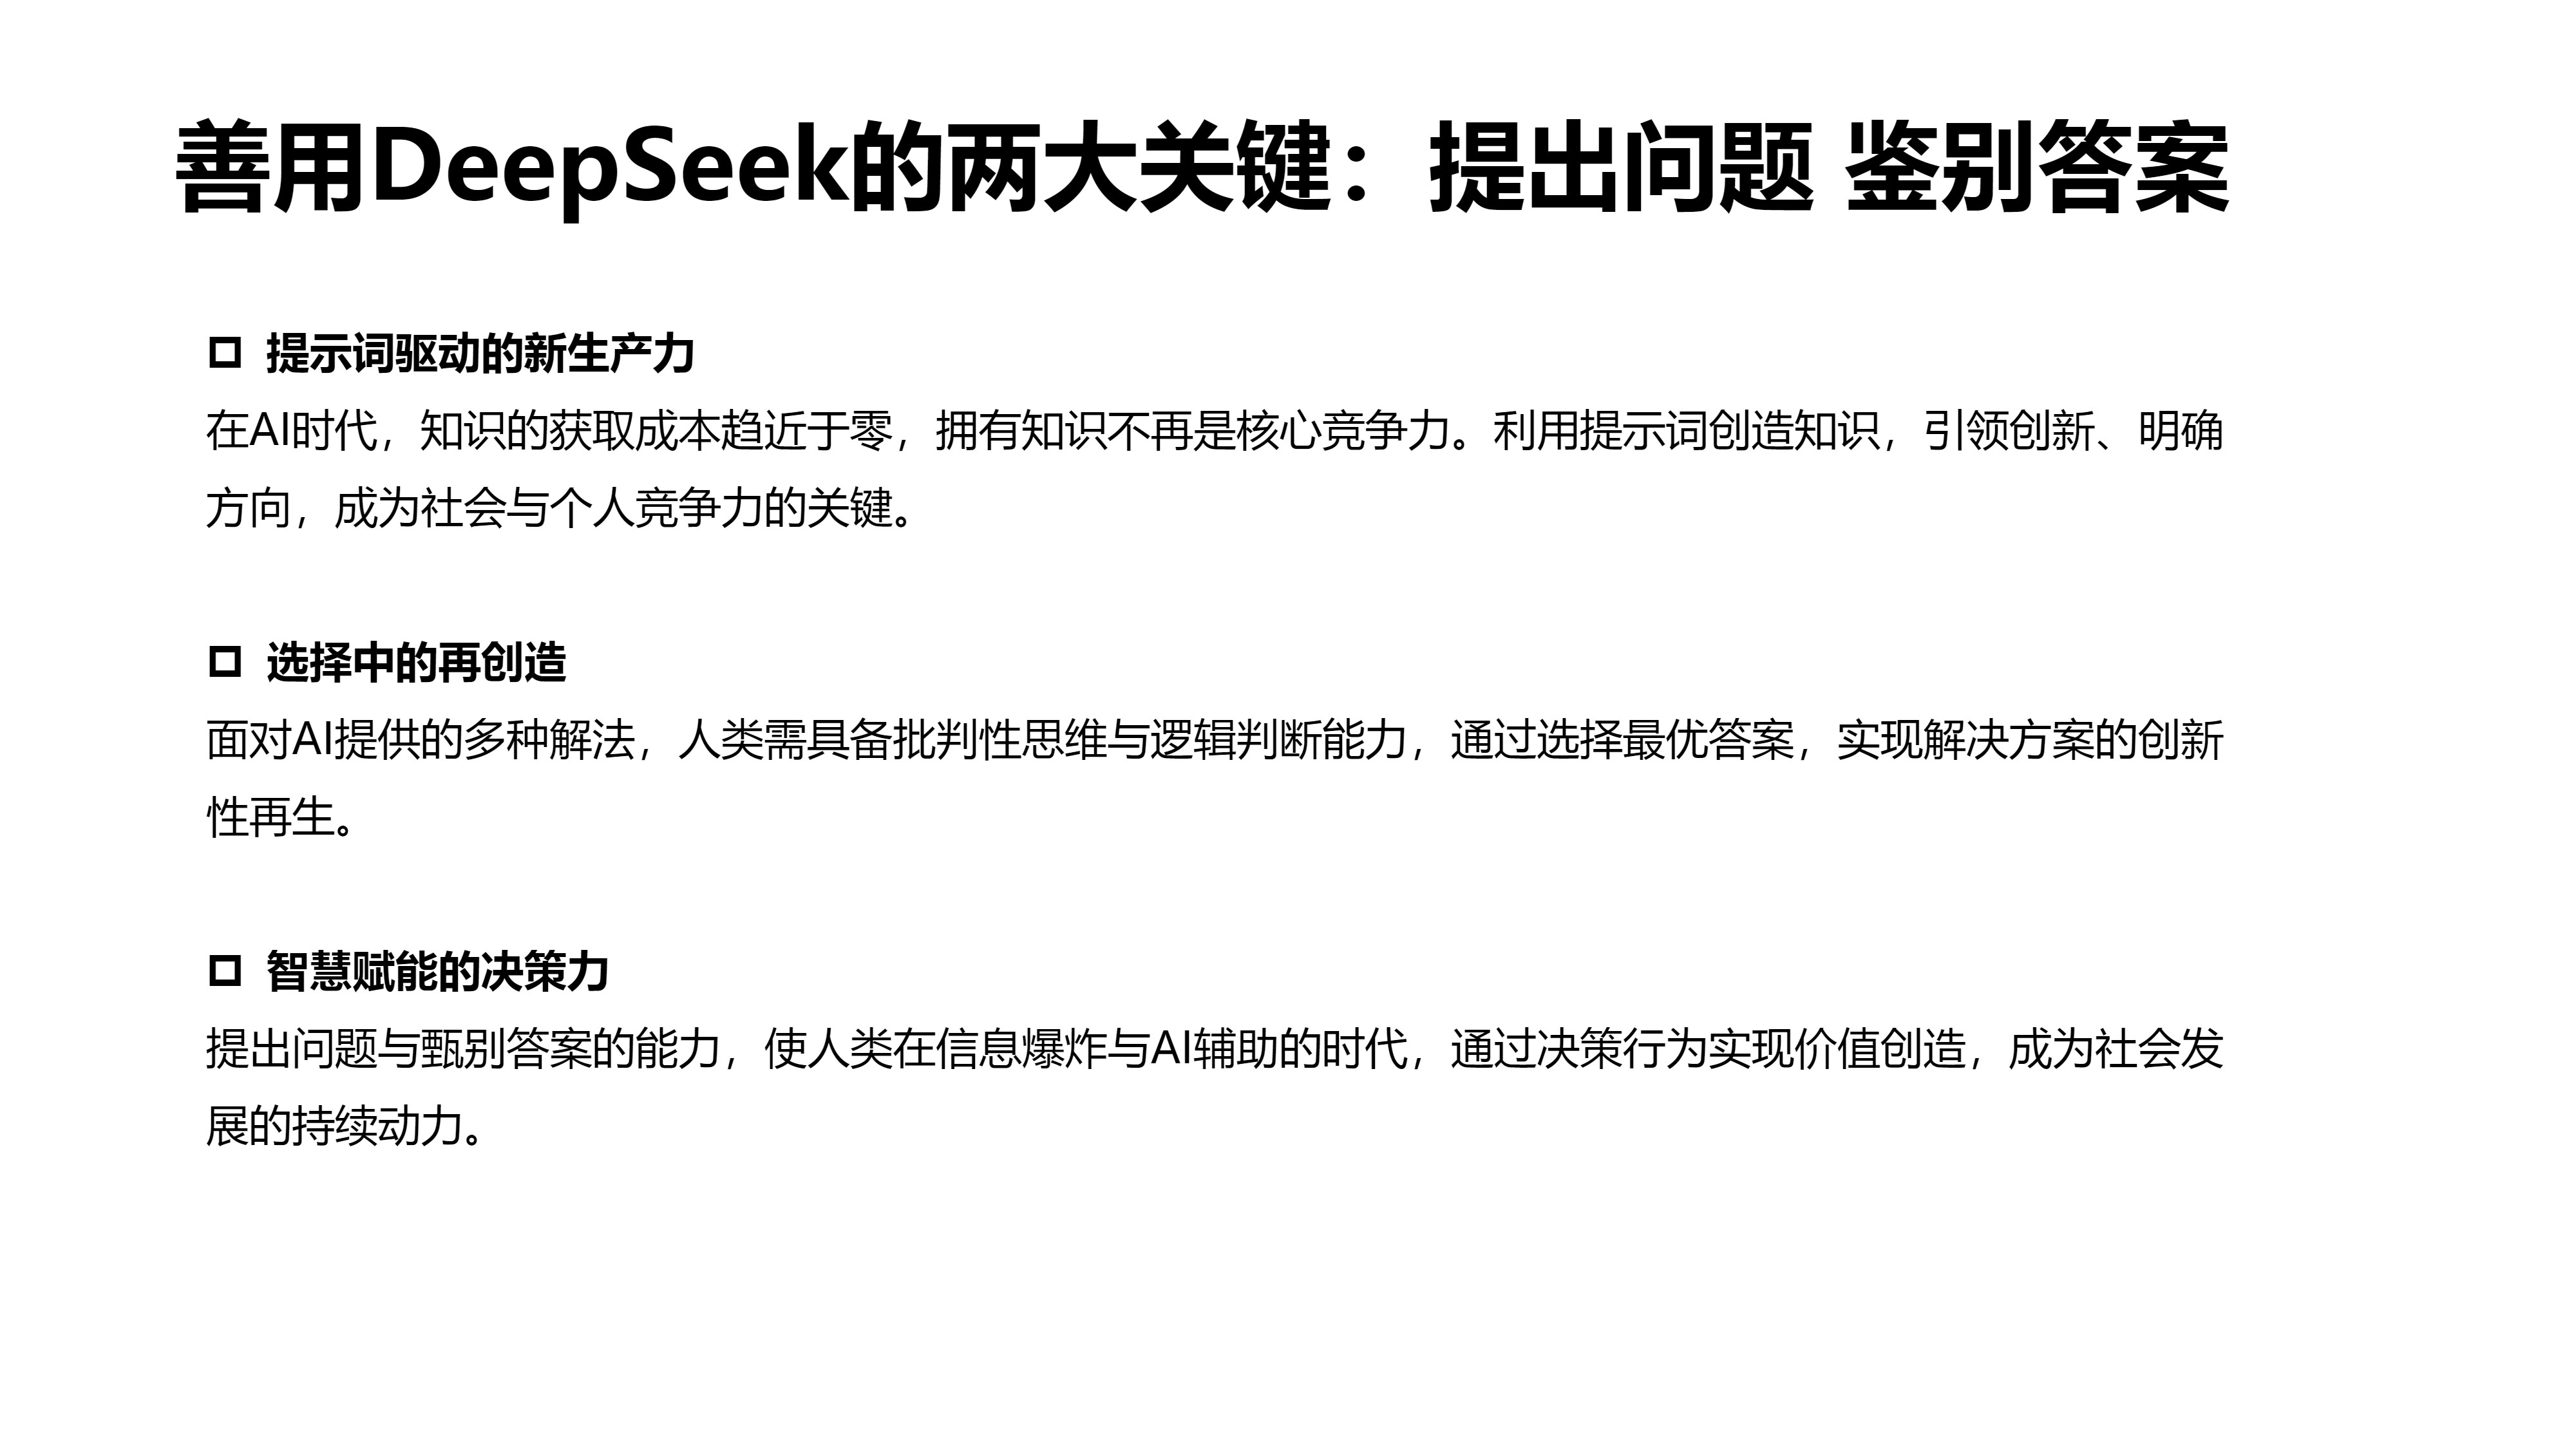 善用DeepSeek的两大关键：提出问题 鉴别答案
提示词驱动的新生产力
在AI时代，知识的获取成本趋近于零，拥有知识不再是核心竞争力。利用提示词创造知识，引领创新、明确
方向，成为社会与个人竞争力的关键。
选择中的再创造
面对AI提供的多种解法，人类需具备批判性思维与逻辑判断能力，通过选择最优答案，实现解决方案的创新
性再生。
智慧赋能的决策力
提出问题与甄别答案的能力，使人类在信息爆炸与AI辅助的时代，通过决策行为实现价值创造，成为社会发
展的持续动力。